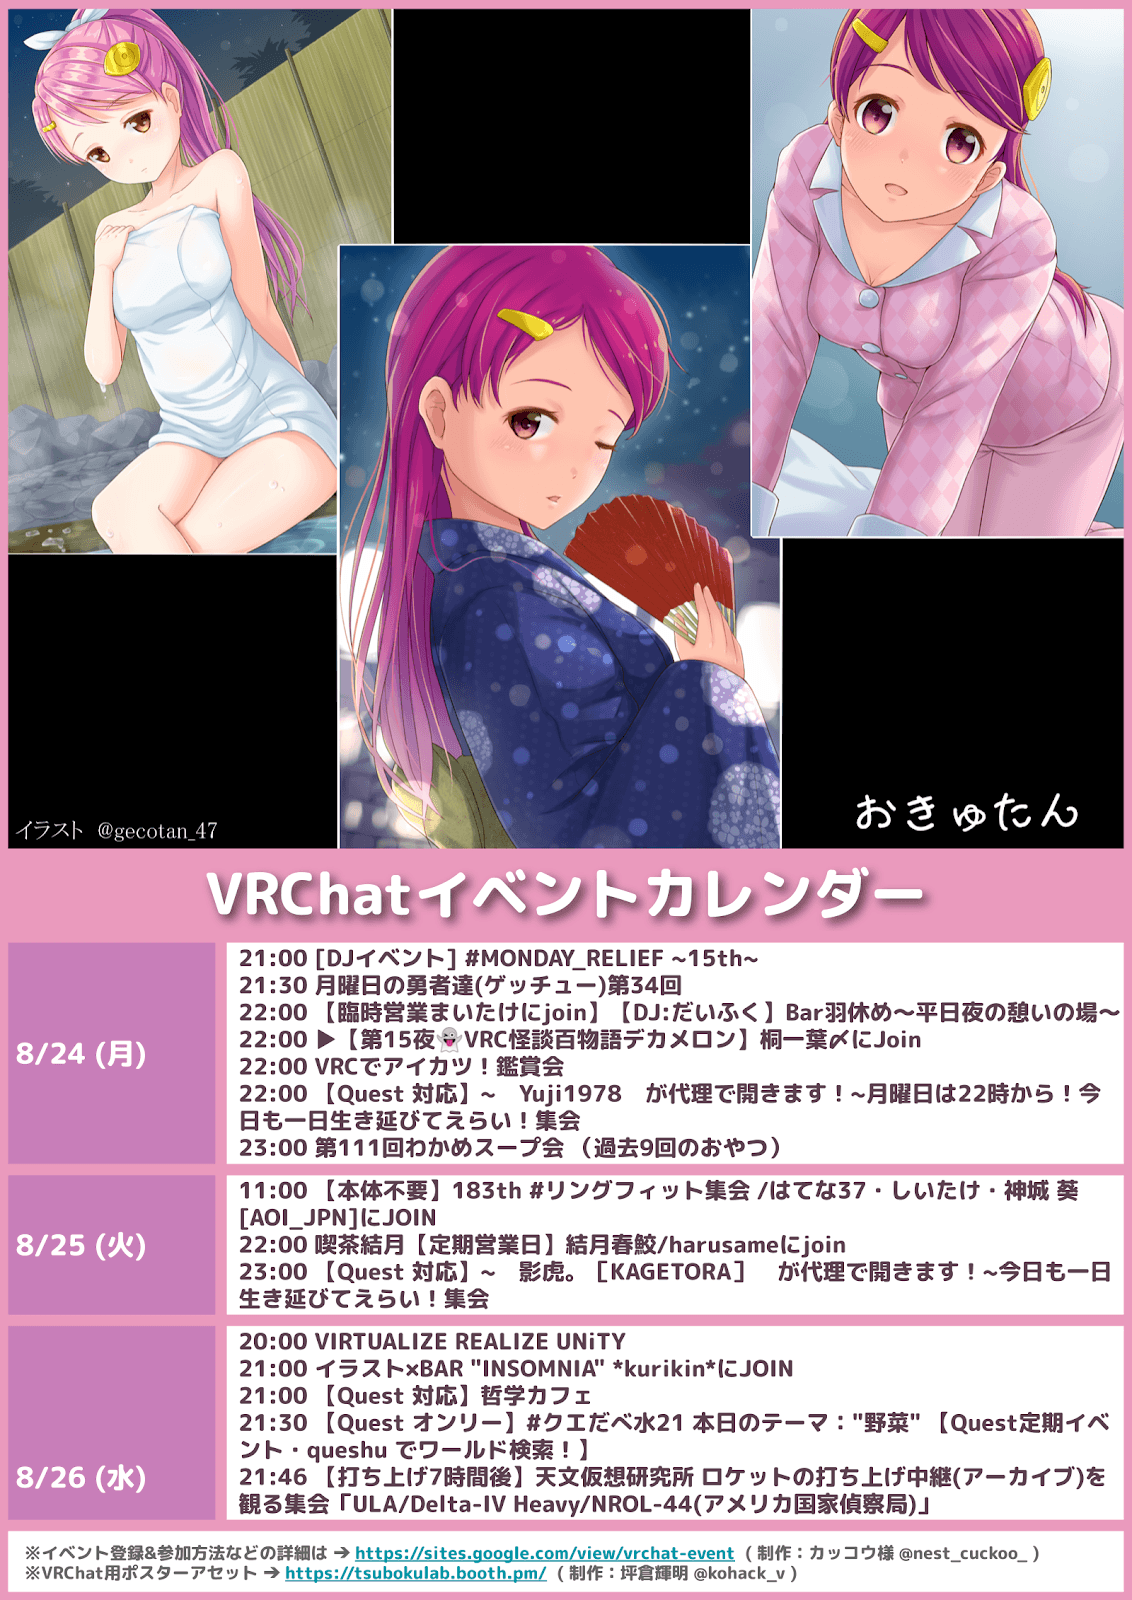 イラスト @gecotan_47
おきゅたん
VRChatイベントカレンダー
8/24 (月)
21:00 [DJイベント] #MONDAY_RELIEF ~15th~
21:30 月曜日の勇者達(ゲッチュー)第34回
22:00 【臨時営業まいたけにjoin】【DJ:だいふく】Bar羽休め～平日夜の憩いの場～
22:00 ▶【第15夜👻VRC怪談百物語デカメロン】桐一葉〆にJoin
22:00 VRCでアイカツ！鑑賞会
22:00 【Quest 対応】~　Yuji1978　が代理で開きます！~月曜日は22時から！今
日も一日生き延びてえらい！集会
23:00 第111回わかめスープ会 （過去9回のおやつ）
8/25 (火)
11:00 【本体不要】183th #リングフィット集会 /はてな37・しいたけ・神城 葵
[AOI_JPN]にJOIN
22:00 喫茶結月【定期営業日】結月春鮫/harusameにjoin
23:00 【Quest 対応】~　影虎。［KAGETORA］　が代理で開きます！~今日も一日
生き延びてえらい！集会
8/26 (水)
20:00 VIRTUALIZE REALIZE UNiTY
21:00 イラスト×BAR "INSOMNIA" *kurikin*にJOIN
21:00 【Quest 対応】哲学カフェ
21:30 【Quest オンリー】#クエだべ水21 本日のテーマ："野菜" 【Quest定期イベ
ント・queshu でワールド検索！】
21:46 【打ち上げ7時間後】天文仮想研究所 ロケットの打ち上げ中継(アーカイブ)を
観る集会「ULA/Delta-IV Heavy/NROL-44(アメリカ国家偵察局)」
※イベント登録&参加方法などの詳細は → https://sites.google.com/view/vrchat-event （ 制作：カッコウ様 @nest_cuckoo_ ）
※VRChat用ポスターアセット → https://tsubokulab.booth.pm/ （ 制作：坪倉輝明 @kohack_v ）